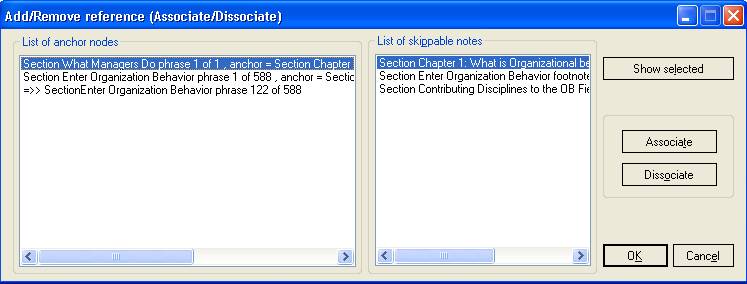 Add/Remove reference (Associate/Dissociate)
List of anchor nodes
Section What Managers Do phrase 1 of 1 , anchor = Section Chapter
Section Enter Organization Behavior phrase 1 of 588 , anchor = Sectio
=>> SectionEnter Organization Behavior phrase 122 of 588
List of skippable notes
Section Chapter 1: What is Organizational be
Section Enter Organization Behavior footnote
Section Contributing Disciplines to the OB Fie
Show selected
Associate
Dissociate
OK
Cancel